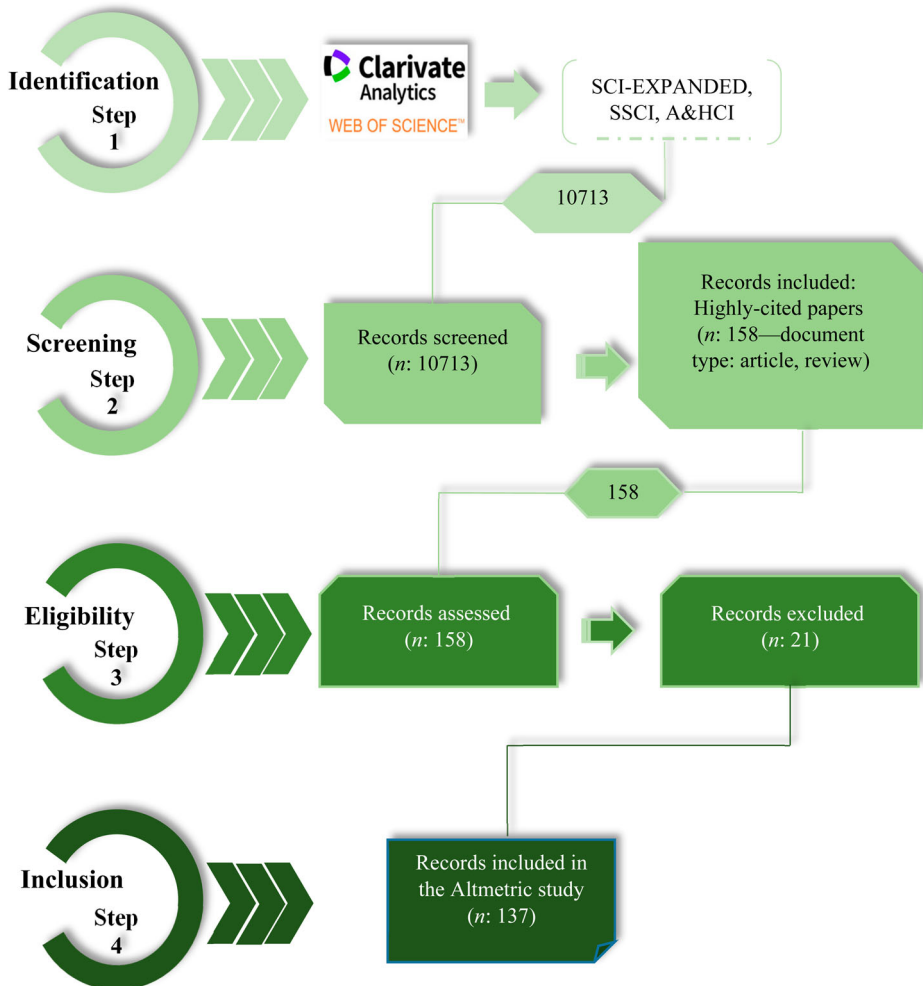 Identification
Step
1
Clarivate
Analytics
WEB OF SCIENCE™
SCI-EXPANDED,
SSCI, A&HCI
10713
Screening
Step
2
Records screened
(n: 10713)
Records included:
Highly-cited papers
(n: 158—document
type: article, review)
158
Eligibility
Step
3
Records assessed
(n: 158)
Records excluded
(n: 21)
Inclusion
Step
4
Records included in
the Altmetric study
(n: 137)